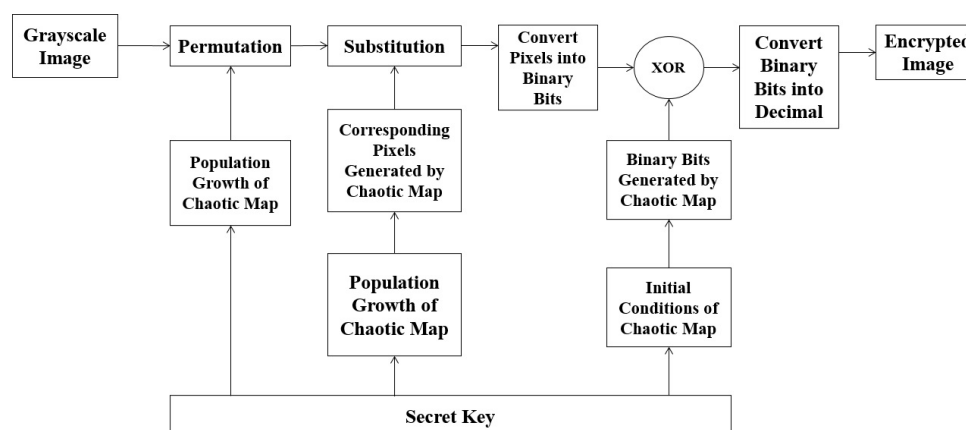 Grayscale
Image
Permutation
Substitution
Convert
Pixels into
Binary
Bits
XOR
Convert
Binary
Bits into
Decimal
Encrypted
Image
Population
Growth of
Chaotic Map
Corresponding
Pixels
Generated by
Chaotic Map
Binary Bits
Generated by
Chaotic Map
Population
Growth of
Chaotic Map
Initial
Conditions of
Chaotic Map
Secret Key